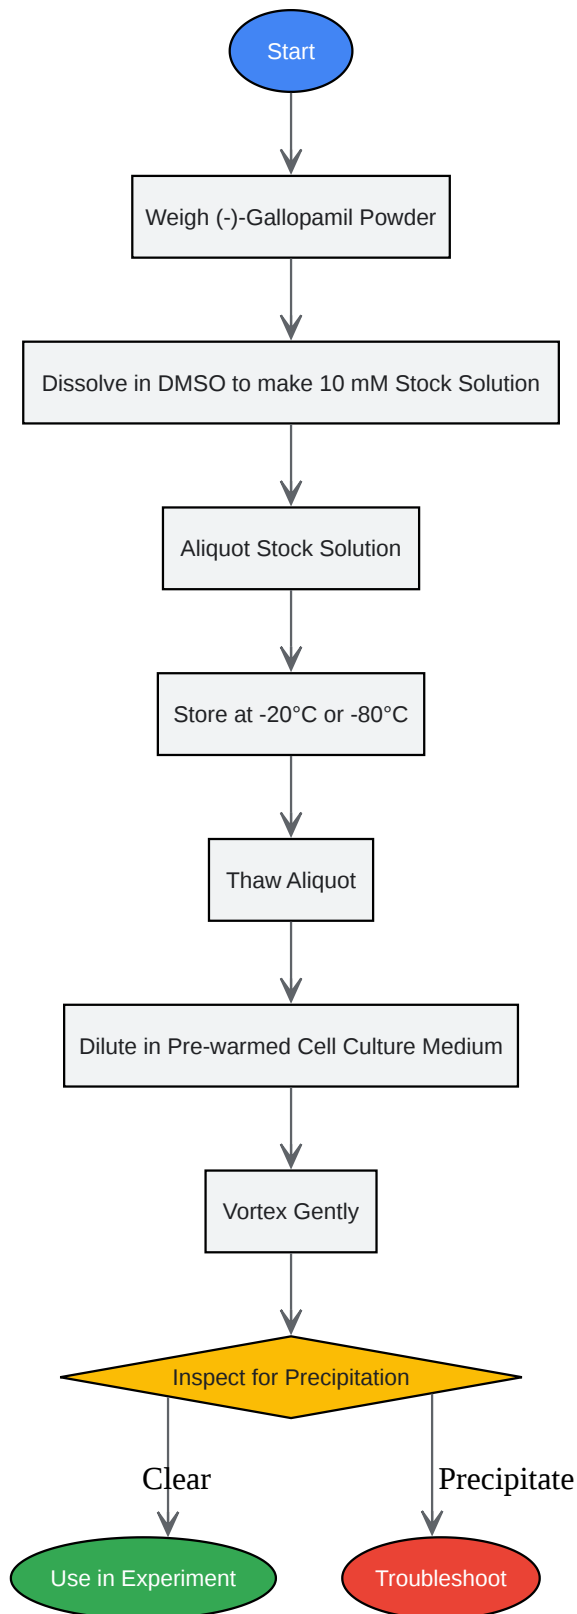 Start
Weigh (-)-Gallopamil Powder
Dissolve in DMSO to make 10 mM Stock Solution
Aliquot Stock Solution
Store at -20°C or -80°C
Thaw Aliquot
Dilute in Pre-warmed Cell Culture Medium
Vortex Gently
Inspect for Precipitation
Clear
Precipitate
Use in Experiment
Troubleshoot